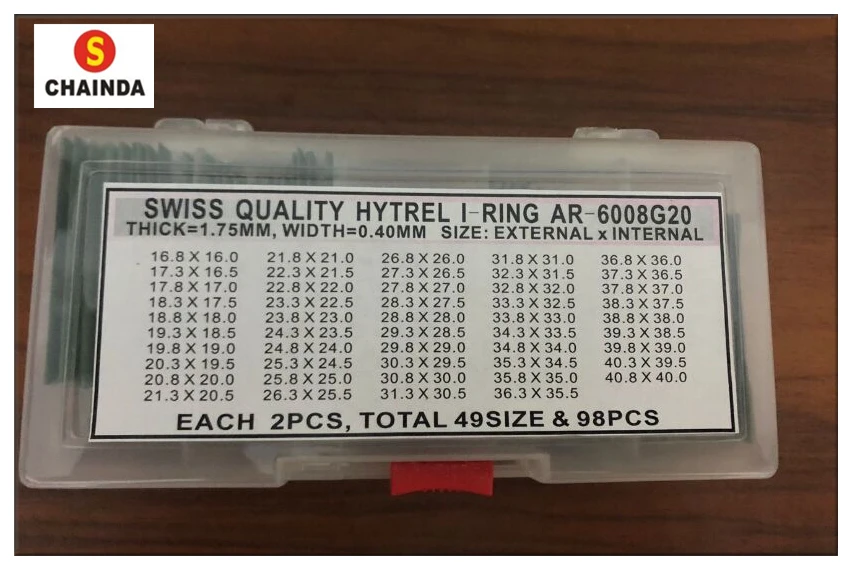 S
CHAINDA
SWISS QUALITY HYTREL I-RING AR-6008G20
THICK=1.75MM, WIDTH=0.40MM SIZE: EXTERNAL x INTERNAL
16.8 X 16.0 21.8 X 21.0 26.8 X 26.0 31.8 X 31.0 36.8 X 36.0
17.3 X 16.5 22.3 X 21.5 27.3 X 26.5 32.3 X 31.5 37.3 X 36.5
17.8 X 17.0 22.8 X 22.0 27.8 X 27.0 32.8 X 32.0 37.8 X 37.0
18.3 X 17.5 23.3 X 22.5 28.3 X 27.5 33.3 X 32.5 38.3 X 37.5
18.8 X 18.0 23.8 X 23.0 28.8 X 28.0 33.8 X 33.0 38.8 X 38.0
19.3 X 18.5 24.3 X 23.5 29.3 X 28.5 34.3 X 33.5 39.3 X 38.5
19.8 X 19.0 24.8 X 24.0 29.8 X 29.0 34.8 X 34.0 39.8 X 39.0
20.3 X 19.5 25.3 X 24.5 30.3 X 29.5 35.3 X 34.5 40.3 X 39.5
20.8 X 20.0 25.8 X 25.0 30.8 X 30.0 35.8 X 35.0 40.8 X 40.0
21.3 X 20.5 26.3 X 25.5 31.3 X 30.5 36.3 X 35.5
EACH 2PCS, TOTAL 49SIZE & 98PCS